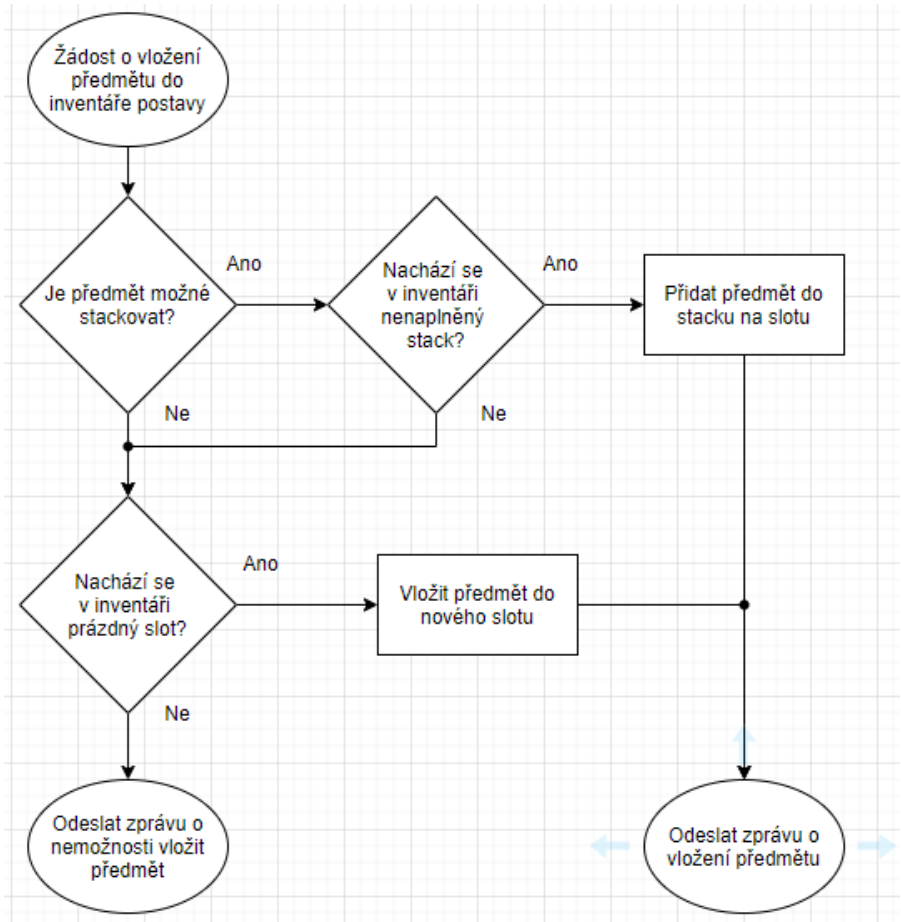 Žádost o vložení
předmětu do
inventáře postavy
Je předmět možné
stackovat?
Ano
Ne
Nachází se
v inventáři
nenaplněný
stack?
Ano
Ne
Přidat předmět do
stacku na slotu
Nachází se
v inventáři
prázdný slot?
Ano
Ne
Vložit předmět do
nového slotu
Odeslat zprávu o
nemožnosti vložit
předmět
Odeslat zprávu o
vložení předmětu